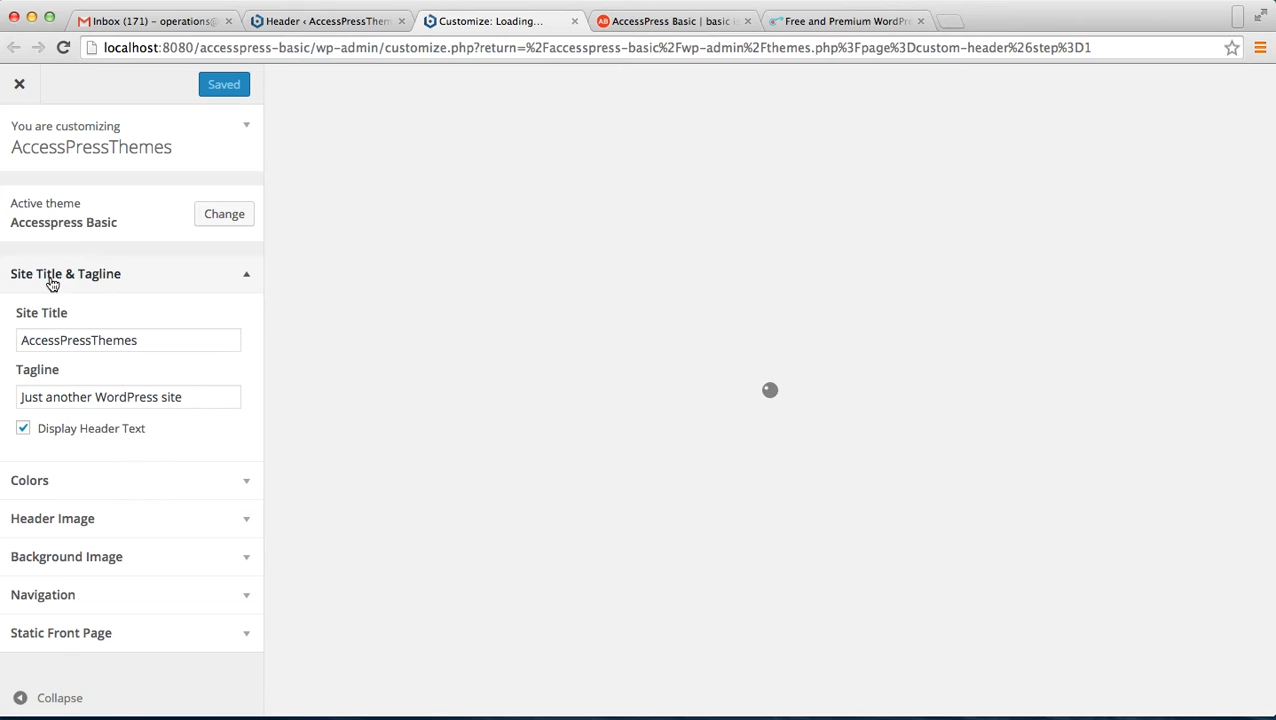 Inbox (171) – operations@
Header ‹ AccessPressThem
Customize: Loading…
AccessPress Basic | basic is
Free and Premium WordPr
localhost:8080/accesspress-basic/wp-admin/customize.php?return=%2Faccesspress-basic%2Fwp-admin%2Fthemes.php%3Fpage%3Dcustom-header%26step%3D1
Saved
You are customizing
AccessPressThemes
Active theme
Accesspress Basic
Change
Site Title & Tagline
Site Title
AccessPressThemes
Tagline
Just another WordPress site
Display Header Text
Colors
Header Image
Background Image
Navigation
Static Front Page
Collapse